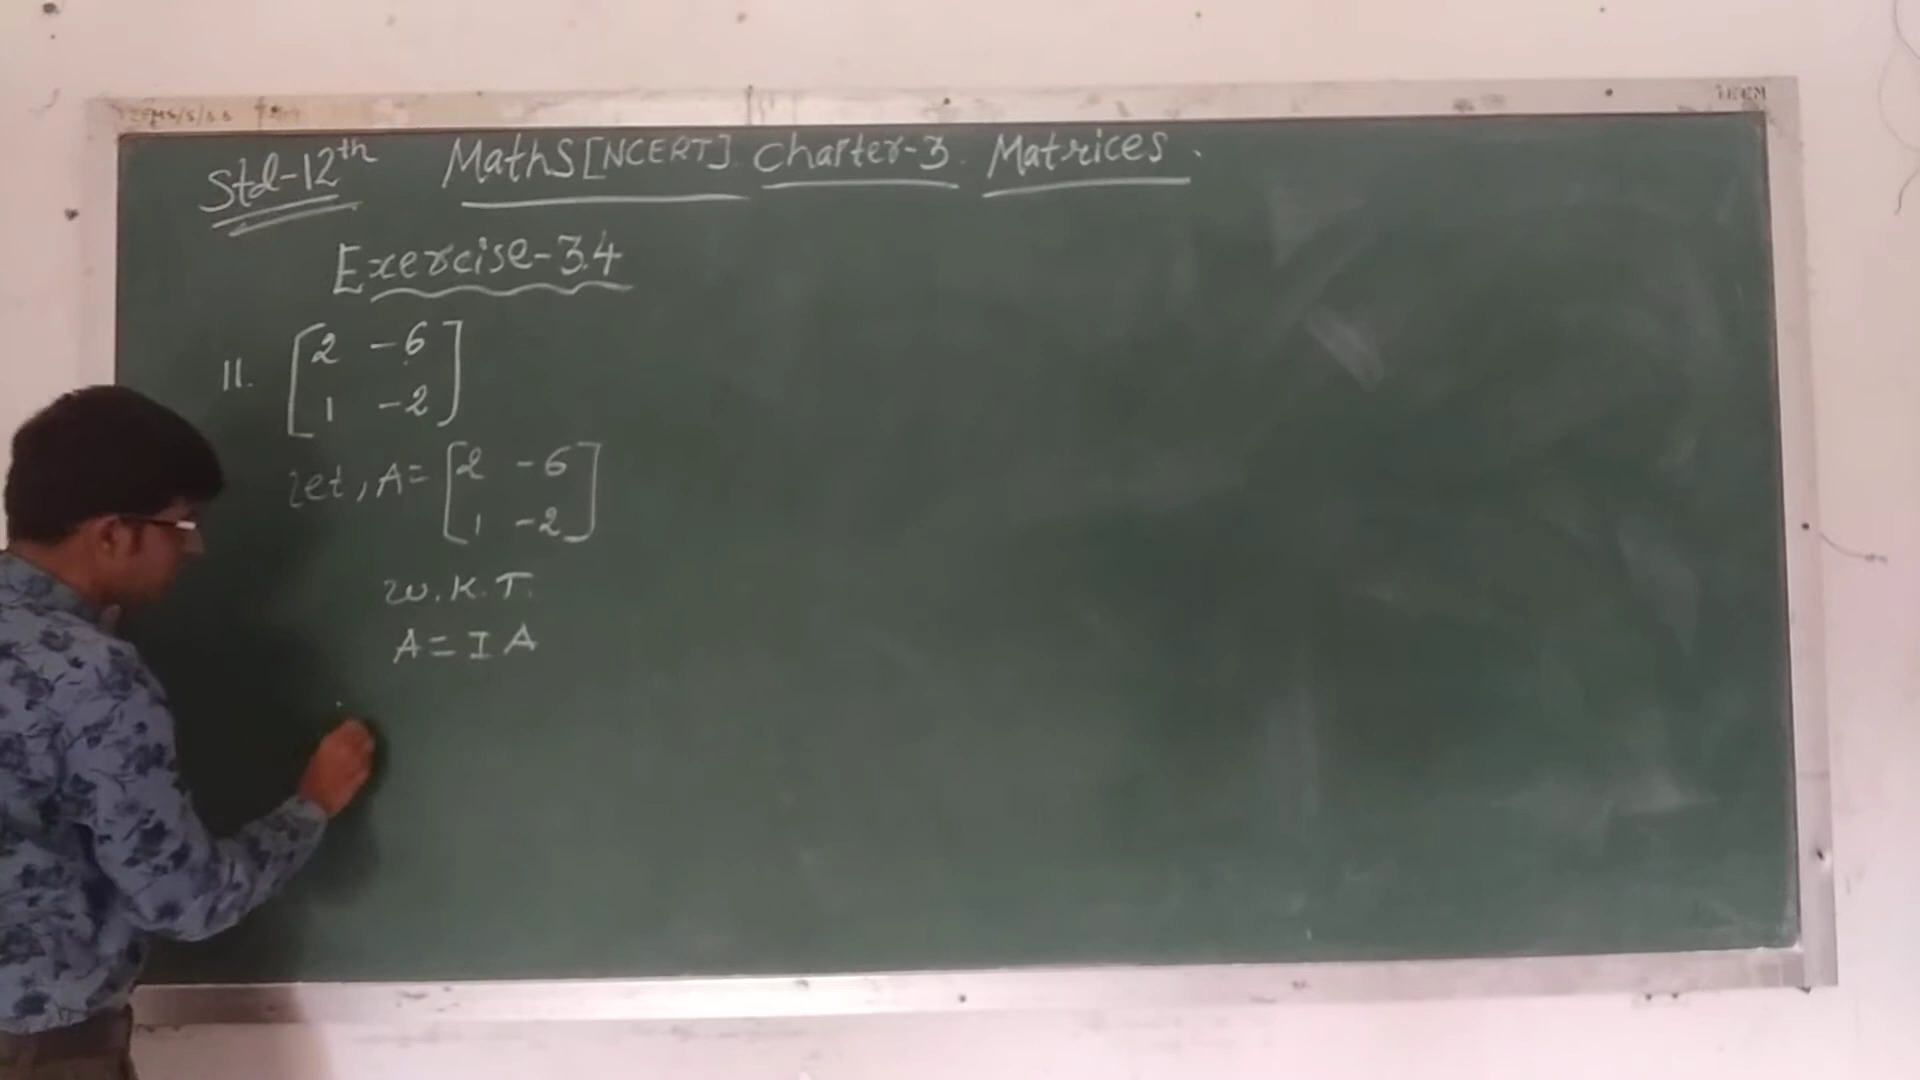 Std-12th Maths [NCERT] Chapter-3 Matrices.
Exercise-3.4
11. [2 -6
1 -2]
Let, A = [2 -6
1 -2]
W.K.T.
A = I A